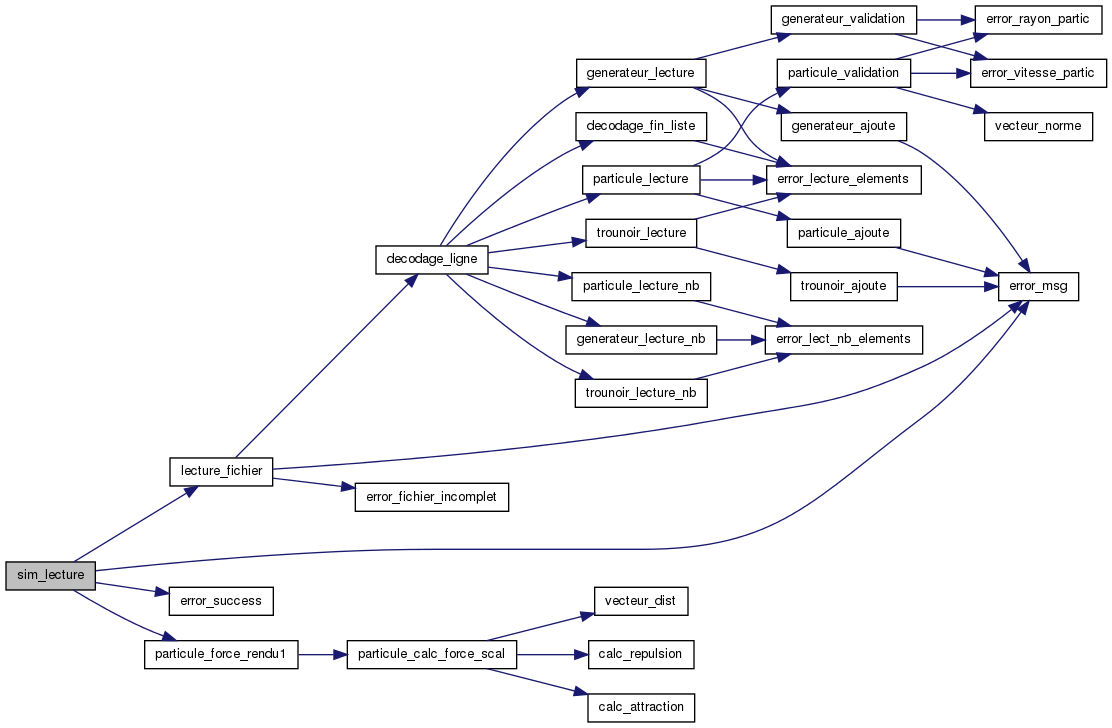 generateur_validation
error_rayon_partic
generateur_lecture
particule_validation
error_vitesse_partic
decodage_fin_liste
generateur_ajoute
vecteur_norme
particule_lecture
error_lecture_elements
trounoir_lecture
particule_ajoute
decodage_ligne
particule_lecture_nb
trounoir_ajoute
error_msg
generateur_lecture_nb
error_lect_nb_elements
trounoir_lecture_nb
lecture_fichier
error_fichier_incomplet
sim_lecture
error_success
vecteur_dist
particule_force_rendu1
particule_calc_force_scal
calc_repulsion
calc_attraction